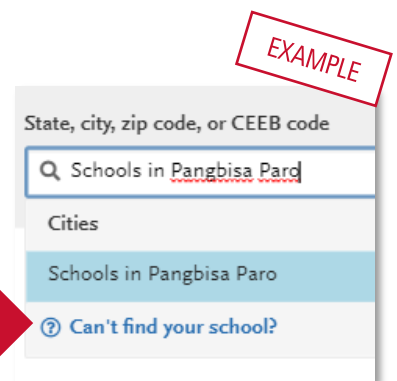 EXAMPLE
State, city, zip code, or CEEB code
Schools in Pangbisa Paro
Cities
Schools in Pangbisa Paro
Can't find your school?